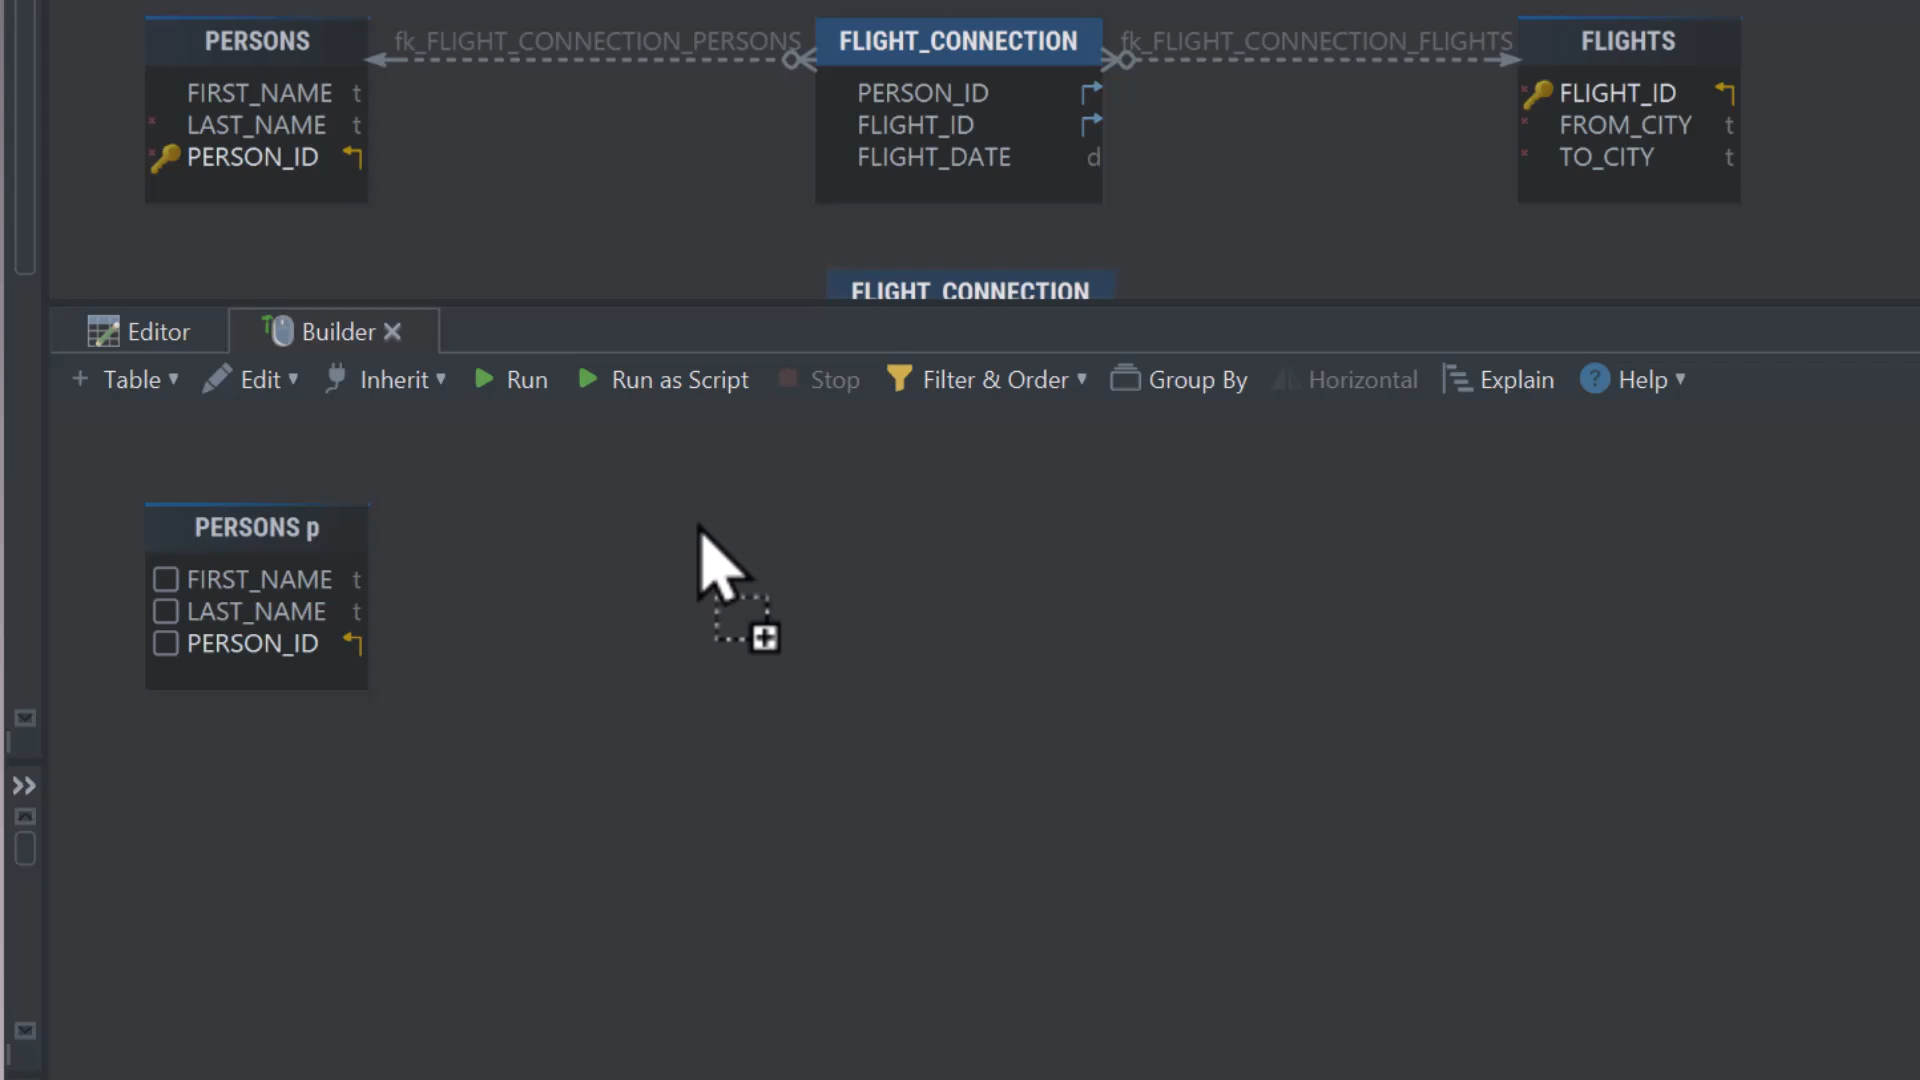 PERSONS
FIRST_NAME t
LAST_NAME t
PERSON_ID
fk_FLIGHT_CONNECTION_PERSONS
FLIGHT_CONNECTION
PERSON_ID
FLIGHT_ID
FLIGHT_DATE d
fk_FLIGHT_CONNECTION_FLIGHTS
FLIGHTS
FLIGHT_ID
FROM_CITY t
TO_CITY t
FLIGHT_CONNECTION
Editor
Builder
Table
Edit
Inherit
Run
Run as Script
Stop
Filter & Order
Group By
Horizontal
Explain
Help
PERSONS p
FIRST_NAME t
LAST_NAME t
PERSON_ID